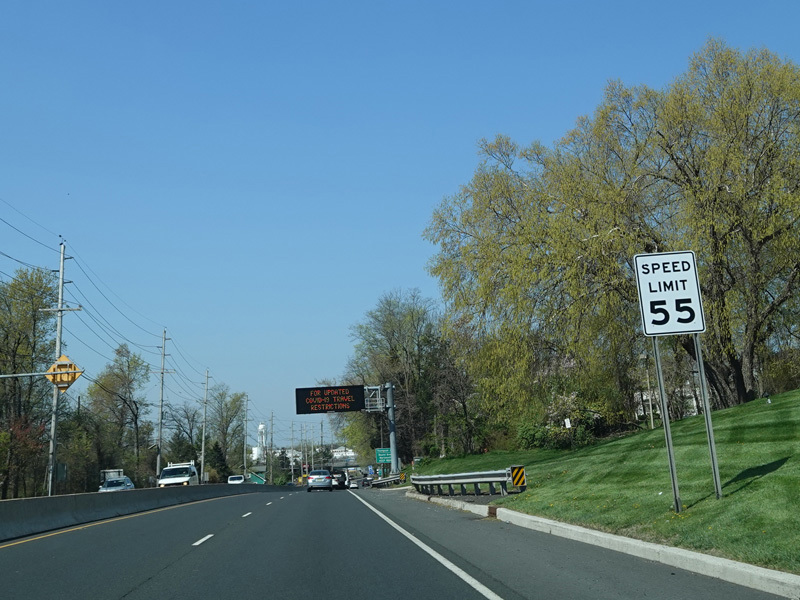 FOR UPDATED
COVID-19 TRAVEL
RESTRICTIONS
SPEED
LIMIT
55